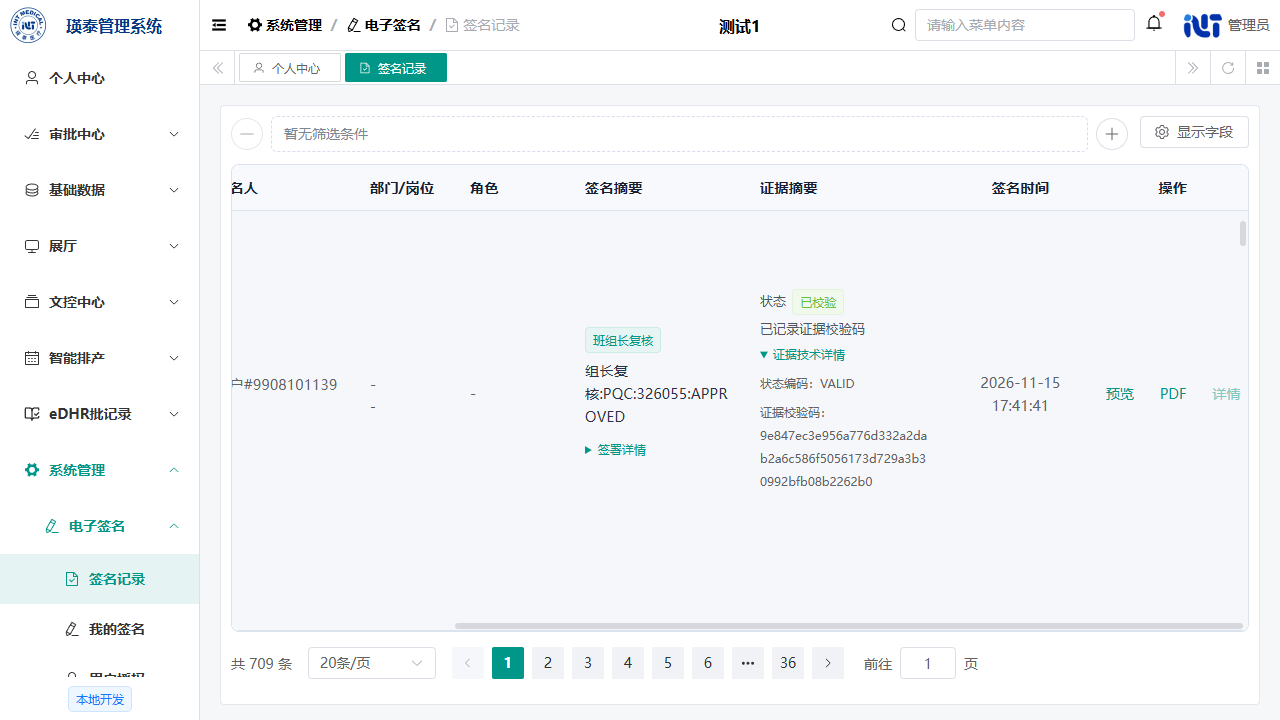 瑛泰管理系统
系统管理 / 电子签名 / 签名记录
测试1
请输入菜单内容
管理员
个人中心
签名记录
个人中心
审批中心
基础数据
展厅
文控中心
智能排产
eDHR批记录
系统管理
电子签名
签名记录
我的签名
本地开发
暂无筛选条件
显示字段
名人
部门/岗位
角色
签名摘要
证据摘要
签名时间
操作
户#9908101139
-
-
-
班组长复核
组长复
核:PQC:326055:APPR
OVED
签署详情
状态 已校验
已记录证据校验码
证据技术详情
状态编码：VALID
证据校验码：
9e847ec3e956a776d332a2da
b2a6c586f5056173d729a3b3
0992bfb08b2262b0
2026-11-15
17:41:41
预览
PDF
详情
共 709 条
20条/页
1
2
3
4
5
6
36
前往 1 页